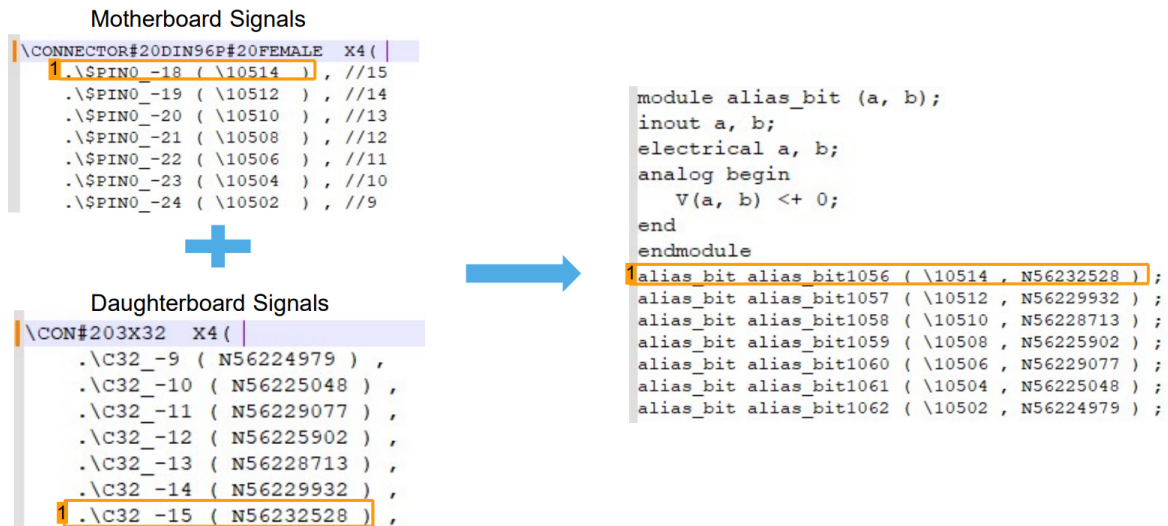 Motherboard Signals
\CONNECTOR#20DIN96P#20FEMALE X4(
1 .\$PIN0_-18 ( \10514 ) , //15
.\$PIN0_-19 ( \10512 ) , //14
.\$PIN0_-20 ( \10510 ) , //13
.\$PIN0_-21 ( \10508 ) , //12
.\$PIN0_-22 ( \10506 ) , //11
.\$PIN0_-23 ( \10504 ) , //10
.\$PIN0_-24 ( \10502 ) , //9
Daughterboard Signals
\CON#203X32 X4(
.\C32_-9 ( N56224979 ) ,
.\C32_-10 ( N56225048 ) ,
.\C32_-11 ( N56229077 ) ,
.\C32_-12 ( N56225902 ) ,
.\C32_-13 ( N56228713 ) ,
.\C32_-14 ( N56229932 ) ,
1 .\C32_-15 ( N56232528 ) ,
module alias_bit (a, b);
inout a, b;
electrical a, b;
analog begin
V(a, b) <+ 0;
end
endmodule
1 alias_bit alias_bit1056 ( \10514 , N56232528 ) ;
alias_bit alias_bit1057 ( \10512 , N56229932 ) ;
alias_bit alias_bit1058 ( \10510 , N56228713 ) ;
alias_bit alias_bit1059 ( \10508 , N56225902 ) ;
alias_bit alias_bit1060 ( \10506 , N56229077 ) ;
alias_bit alias_bit1061 ( \10504 , N56225048 ) ;
alias_bit alias_bit1062 ( \10502 , N56224979 ) ;